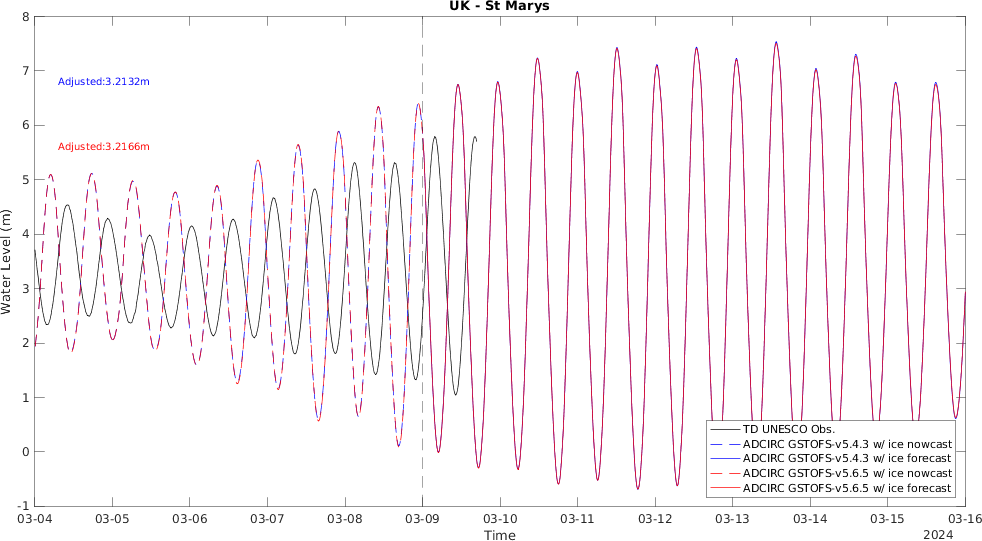 UK - St Marys
8
7
6
5
4
3
2
1
0
-1
Water Level (m)
Adjusted:3.2132m
Adjusted:3.2166m
TD UNESCO Obs.
ADCIRC GSTOFS-v5.4.3 w/ ice nowcast
ADCIRC GSTOFS-v5.4.3 w/ ice forecast
ADCIRC GSTOFS-v5.6.5 w/ ice nowcast
ADCIRC GSTOFS-v5.6.5 w/ ice forecast
03-04 03-05 03-06 03-07 03-08 03-09 03-10 03-11 03-12 03-13 03-14 03-15 03-16
Time
2024